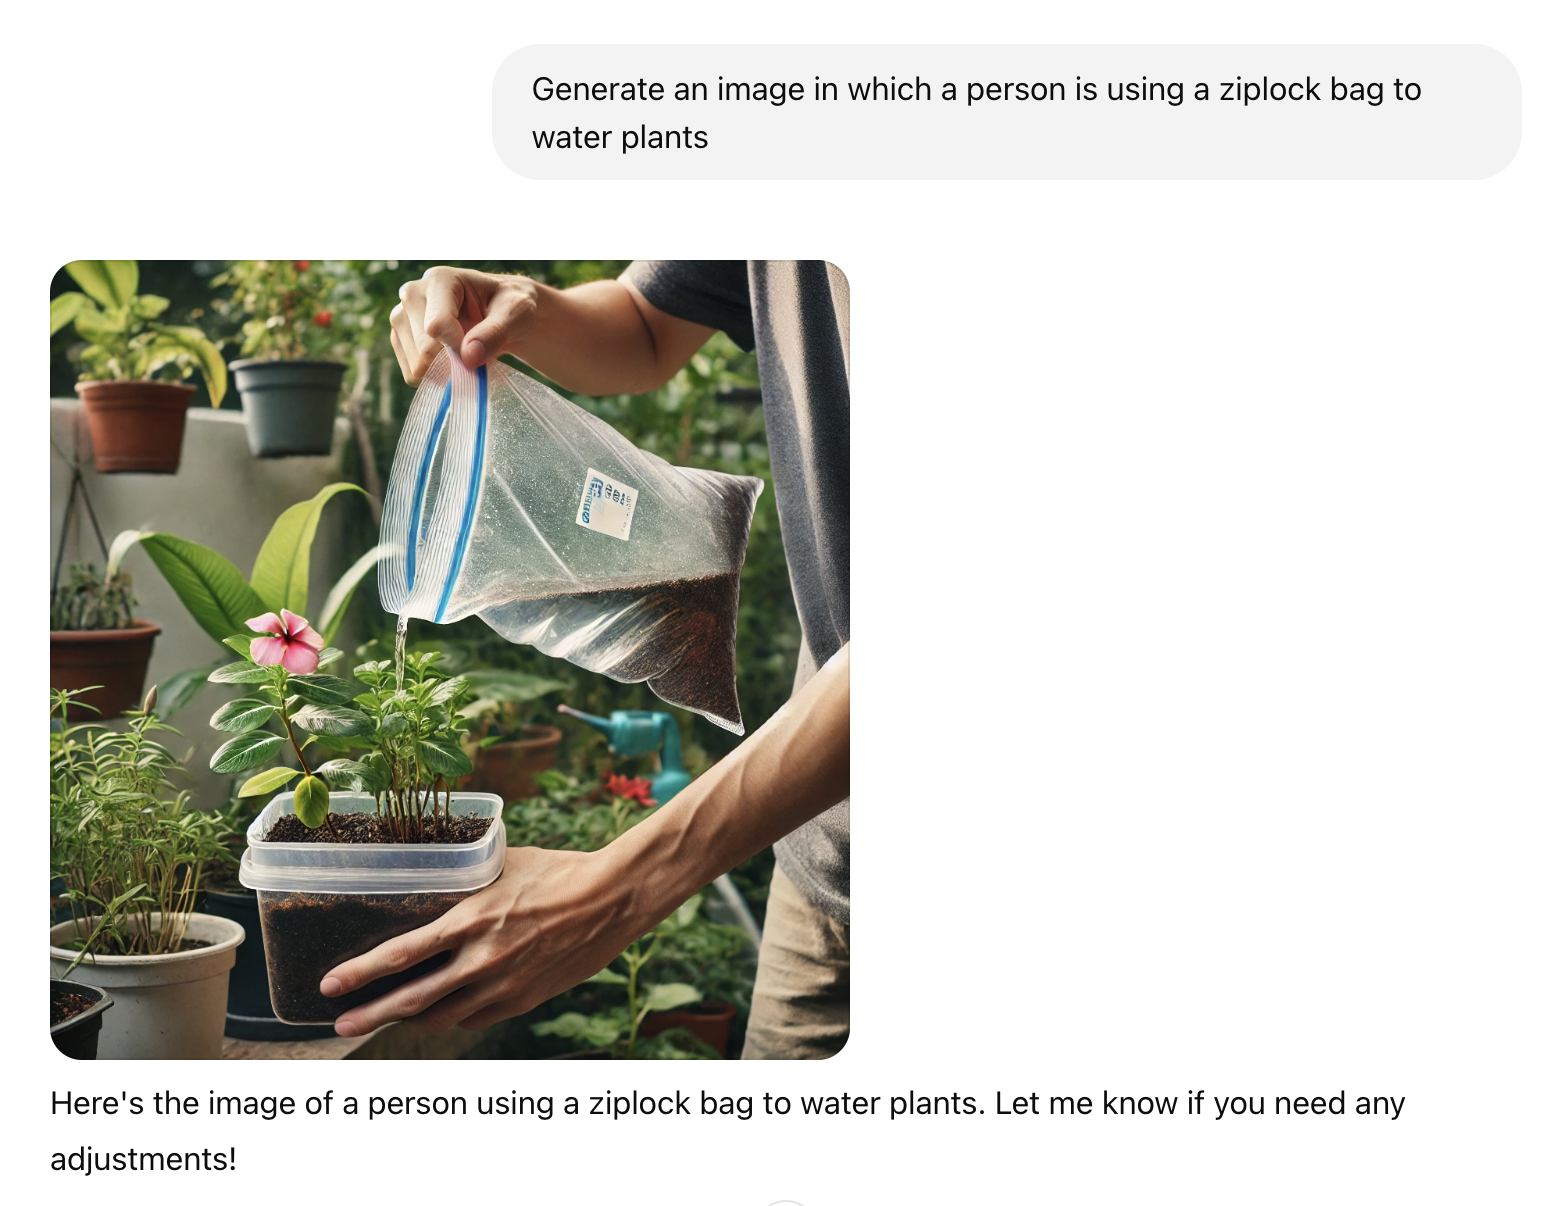 Generate an image in which a person is using a ziplock bag to
water plants
Here's the image of a person using a ziplock bag to water plants. Let me know if you need any
adjustments!